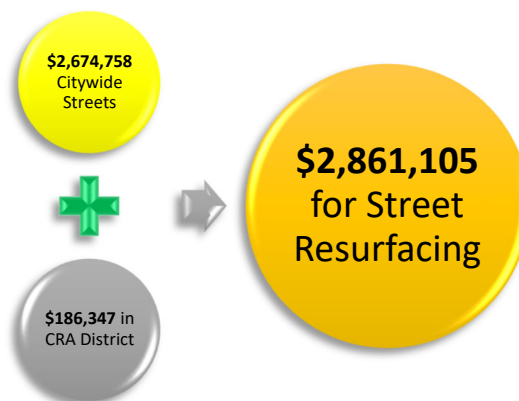 $2,674,758
Citywide
Streets
$186,347 in
CRA District
$2,861,105
for Street
Resurfacing